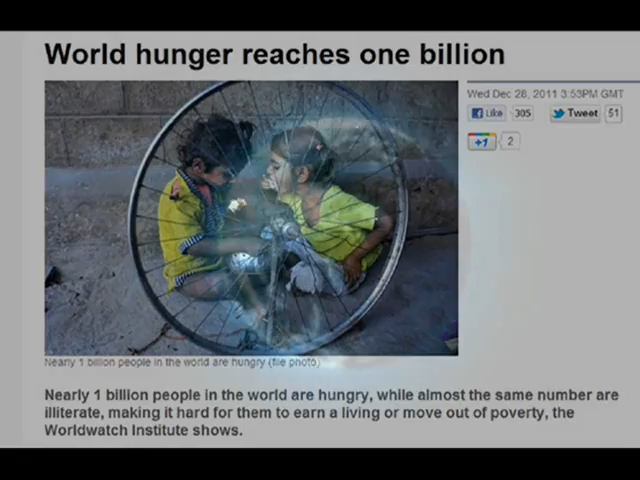 World hunger reaches one billion
Wed Dec 28, 2011 3:53PM GMT
Like 305
Tweet 51
+1 2
Nearly 1 billion people in the world are hungry (file photo)
Nearly 1 billion people in the world are hungry, while almost the same number are
illiterate, making it hard for them to earn a living or move out of poverty, the
Worldwatch Institute shows.